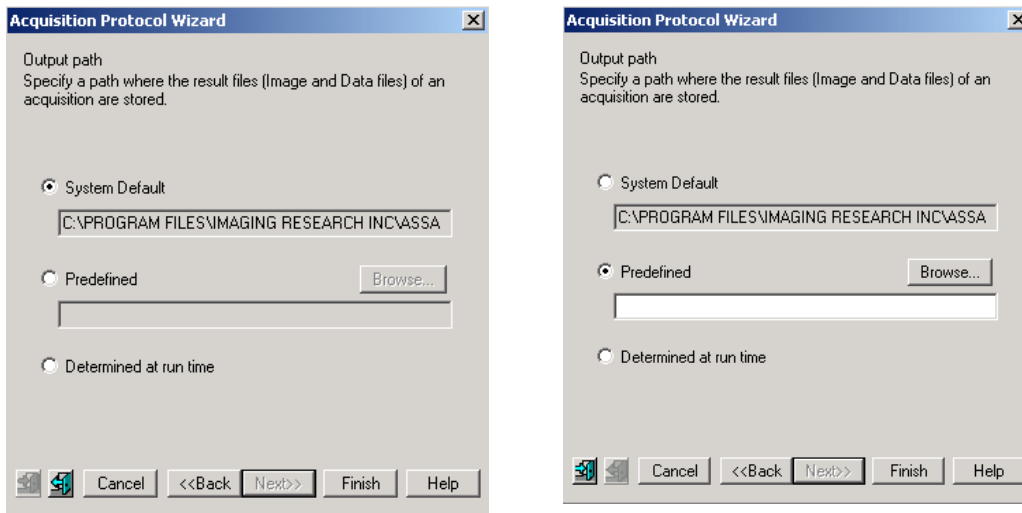 Acquisition Protocol Wizard
Output path
Specify a path where the result files (Image and Data files) of an
acquisition are stored.
System Default
C:\PROGRAM FILES\IMAGING RESEARCH INC\ASSA
Predefined
Browse...
Determined at run time
Cancel
<<Back
Next>>
Finish
Help
Acquisition Protocol Wizard
Output path
Specify a path where the result files (Image and Data files) of an
acquisition are stored.
System Default
C:\PROGRAM FILES\IMAGING RESEARCH INC\ASSA
Predefined
Browse...
Determined at run time
Cancel
<<Back
Next>>
Finish
Help